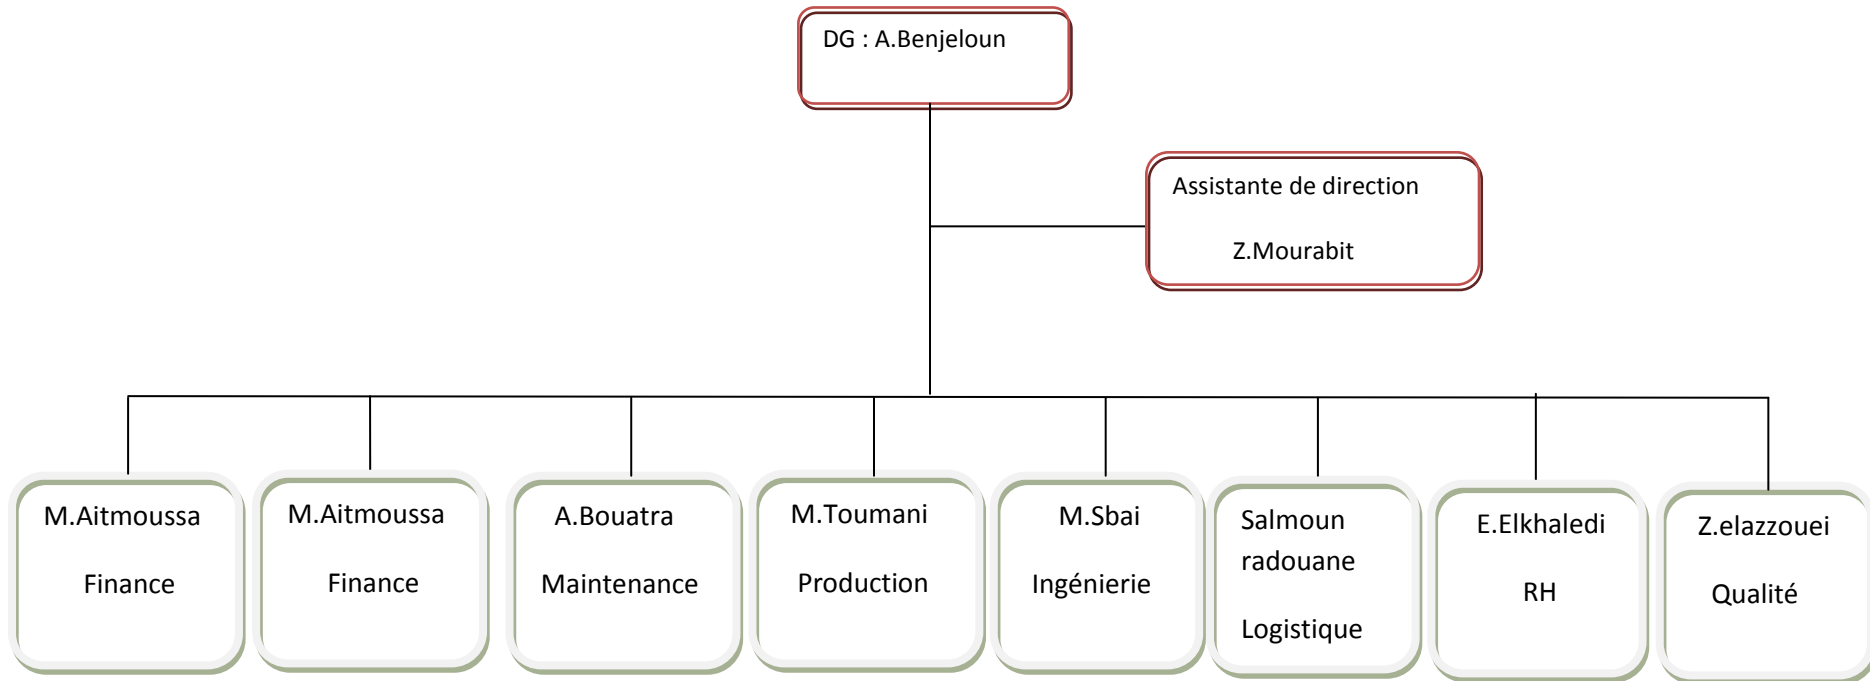 DG : A.Benjeloun
Assistante de direction
Z.Mourabit
M.Aitmoussa
Finance
M.Aitmoussa
Finance
A.Bouatra
Maintenance
M.Toumani
Production
M.Sbai
Ingénierie
Salmoun
radouane
Logistique
E.Elkhaledi
RH
Z.elazzouei
Qualité